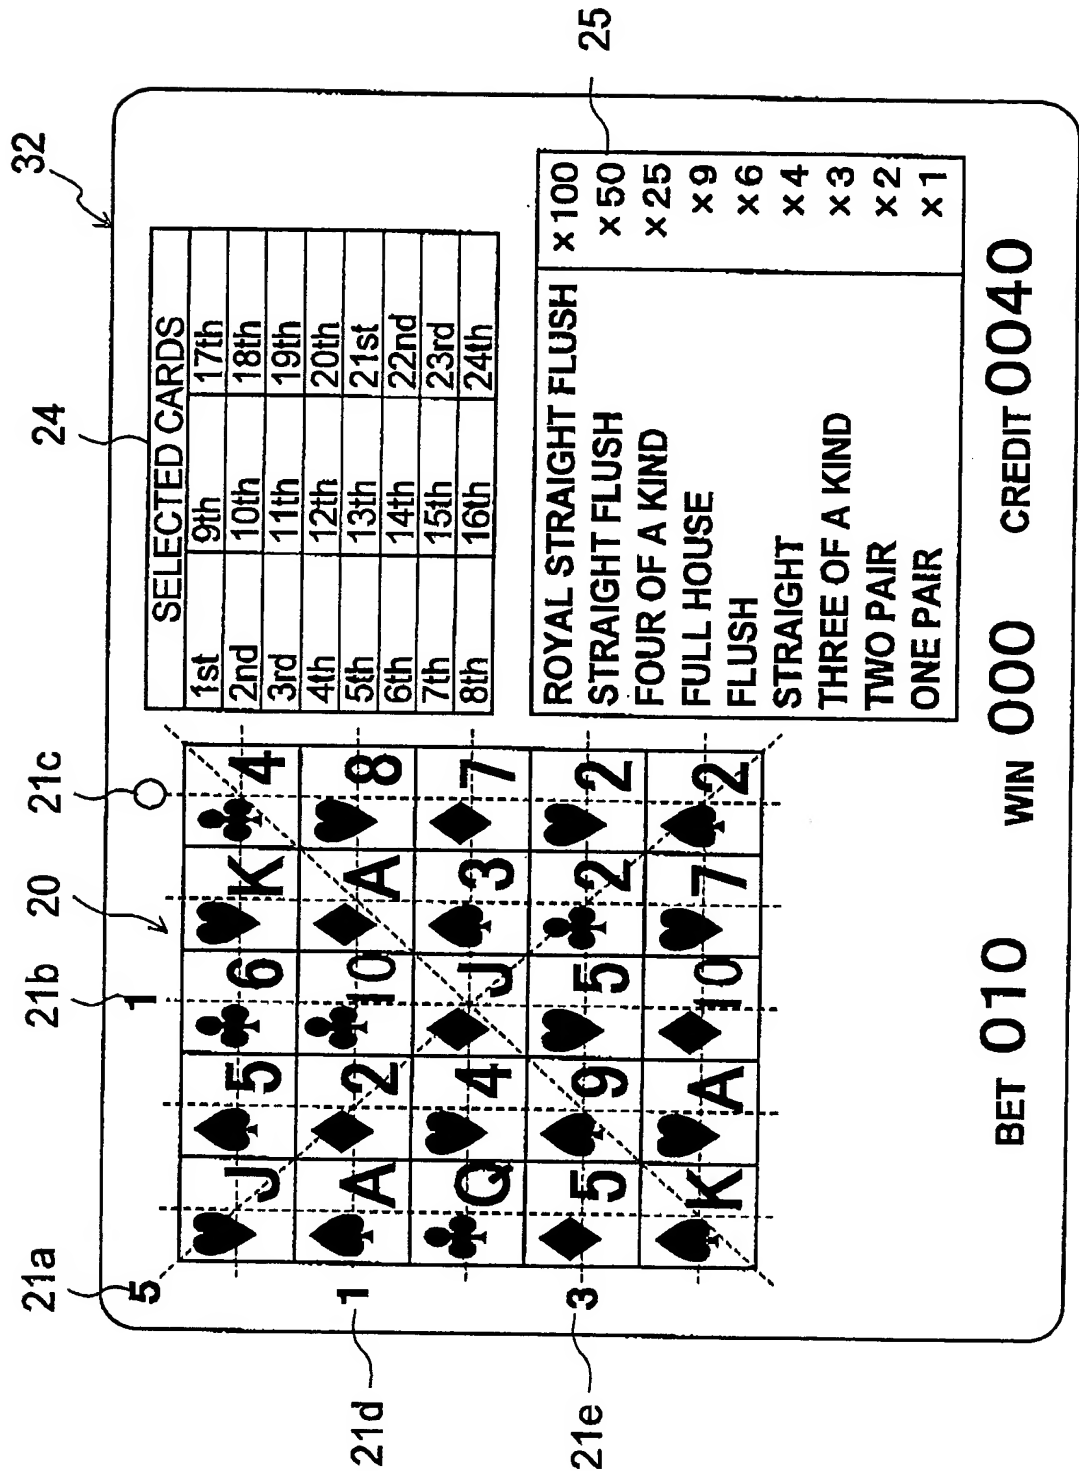 32
21a 21b 20 21c 24
5 1
J 5 6 K 4
21d 1 A 2 10 A 8
Q 4 J 3 7
21e 3 5 9 5 2 2
K A 10 7 2
SELECTED CARDS
1st 9th 17th
2nd 10th 18th
3rd 11th 19th
4th 12th 20th
5th 13th 21st
6th 14th 22nd
7th 15th 23rd
8th 16th 24th
25
ROYAL STRAIGHT FLUSH ×100
STRAIGHT FLUSH ×50
FOUR OF A KIND ×25
FULL HOUSE ×9
FLUSH ×6
STRAIGHT ×4
THREE OF A KIND ×3
TWO PAIR ×2
ONE PAIR ×1
BET 010 WIN 000 CREDIT 0040